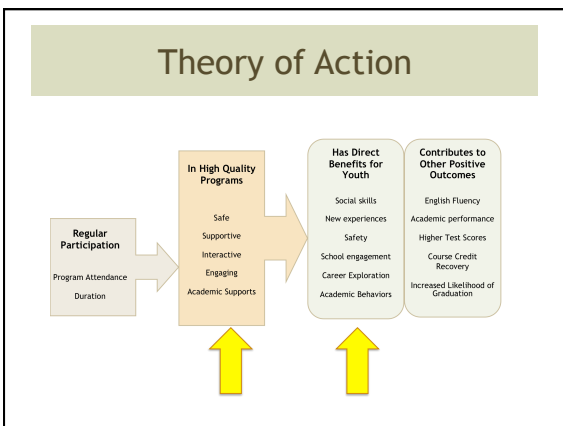 Theory of Action
Regular
Participation
Program Attendance
Duration
In High Quality
Programs
Safe
Supportive
Interactive
Engaging
Academic Supports
Has Direct
Benefits for
Youth
Social skills
New experiences
Safety
School engagement
Career Exploration
Academic Behaviors
Contributes to
Other Positive
Outcomes
English Fluency
Academic performance
Higher Test Scores
Course Credit
Recovery
Increased Likelihood of
Graduation